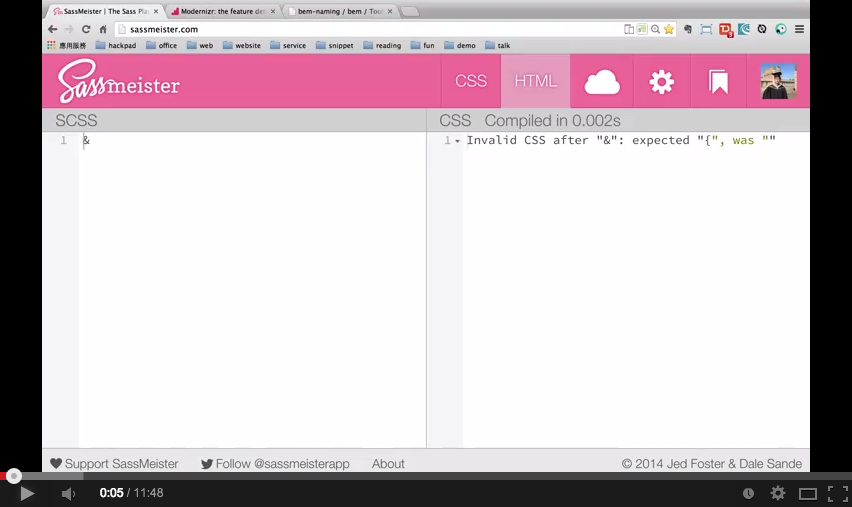 SassMeister | The Sass Pla
Modernizr: the feature det
bem-naming / bem / Too
sassmeister.com
應用服務 hackpad office web website service snippet reading fun demo talk
Sassmeister
CSS HTML
SCSS
CSS Compiled in 0.002s
1 &
1 Invalid CSS after "&": expected "{", was ""
Support SassMeister Follow @sassmeisterapp About © 2014 Jed Foster & Dale Sande
0:05 / 11:48